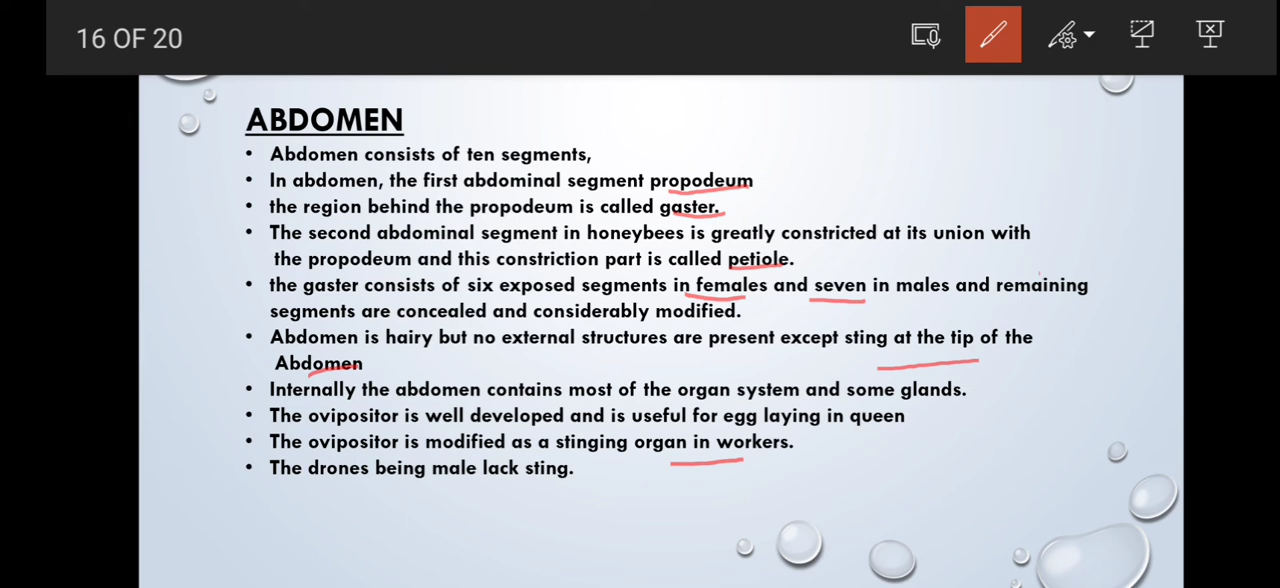 16 OF 20
ABDOMEN
• Abdomen consists of ten segments,
• In abdomen, the first abdominal segment propodeum
• the region behind the propodeum is called gaster.
• The second abdominal segment in honeybees is greatly constricted at its union with
the propodeum and this constriction part is called petiole.
• the gaster consists of six exposed segments in females and seven in males and remaining
segments are concealed and considerably modified.
• Abdomen is hairy but no external structures are present except sting at the tip of the
Abdomen
• Internally the abdomen contains most of the organ system and some glands.
• The ovipositor is well developed and is useful for egg laying in queen
• The ovipositor is modified as a stinging organ in workers.
• The drones being male lack sting.